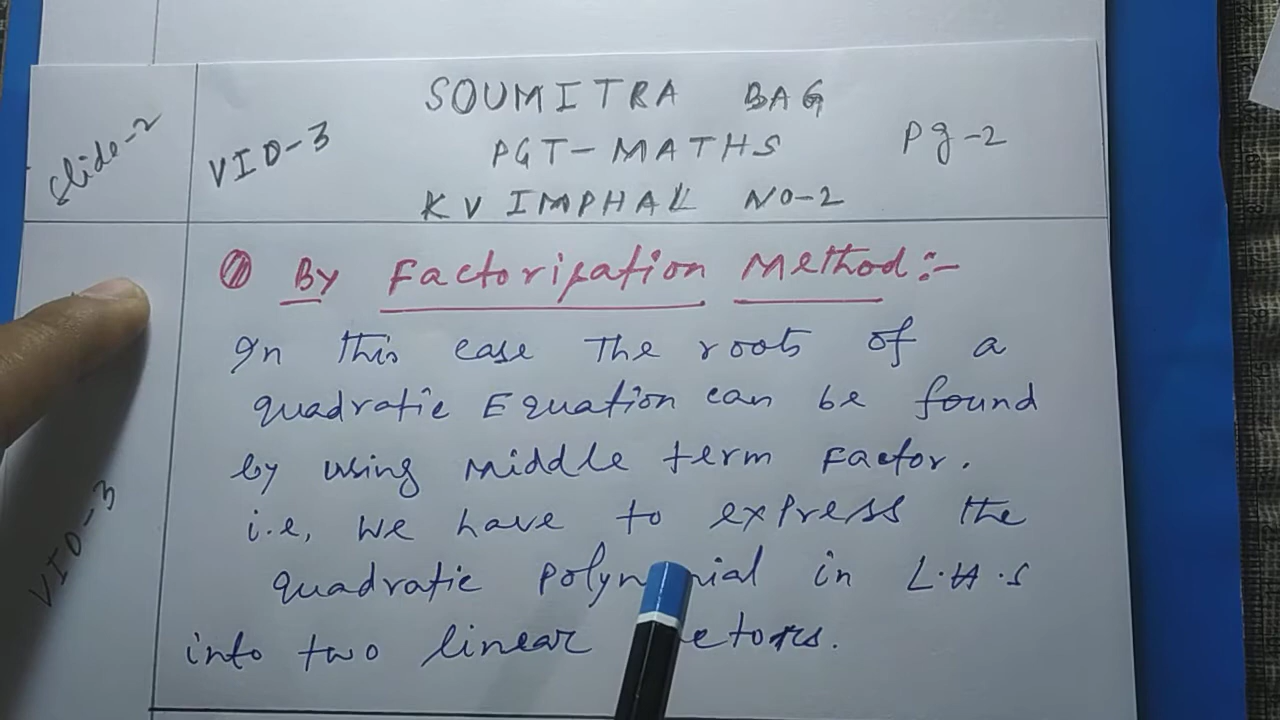 Slide-2
VID-3
SOUMITRA BAG
PGT-MATHS
KV IMPHAL NO-2
Pg-2
By Factorisation Method:-
In this case the roots of a
quadratic Equation can be found
by using Middle term Factor.
i.e, we have to express the
quadratic in L.H.S
into two linear
VID-3